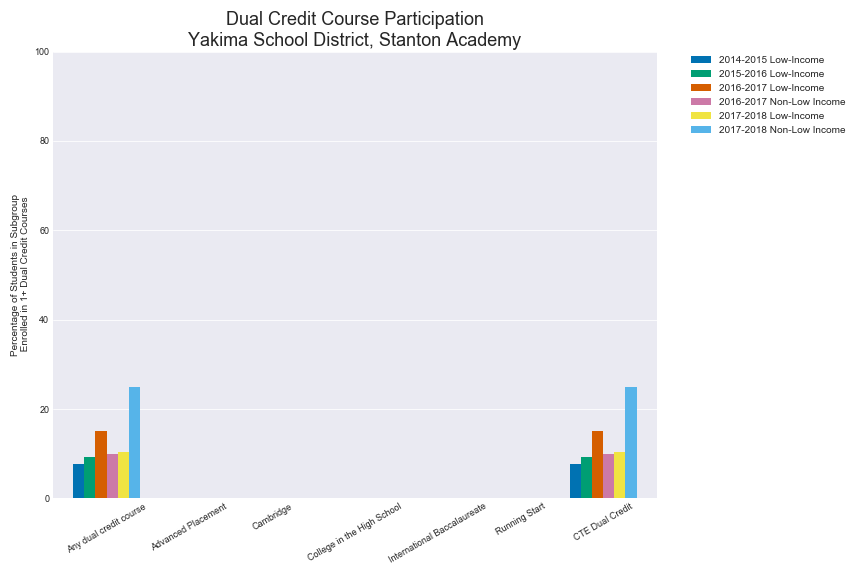 Dual Credit Course Participation
Yakima School District, Stanton Academy
Percentage of Students in Subgroup
Enrolled in 1+ Dual Credit Courses
100
80
60
40
20
0
Any dual credit course
Advanced Placement
Cambridge
College in the High School
International Baccalaureate
Running Start
CTE Dual Credit
2014-2015 Low-Income
2015-2016 Low-Income
2016-2017 Low-Income
2016-2017 Non-Low Income
2017-2018 Low-Income
2017-2018 Non-Low Income